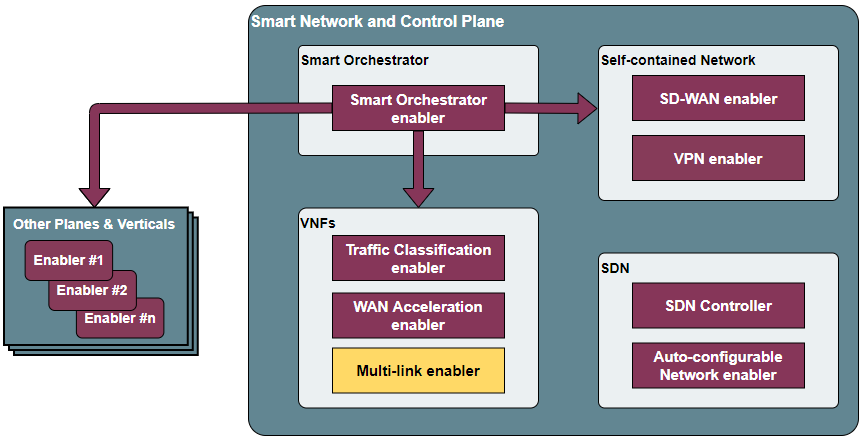 Smart Network and Control Plane
Smart Orchestrator
Smart Orchestrator
enabler
Self-contained Network
SD-WAN enabler
VPN enabler
Other Planes & Verticals
Enabler #1
Enabler #2
Enabler #n
VNFs
Traffic Classification
enabler
WAN Acceleration
enabler
Multi-link enabler
SDN
SDN Controller
Auto-configurable
Network enabler